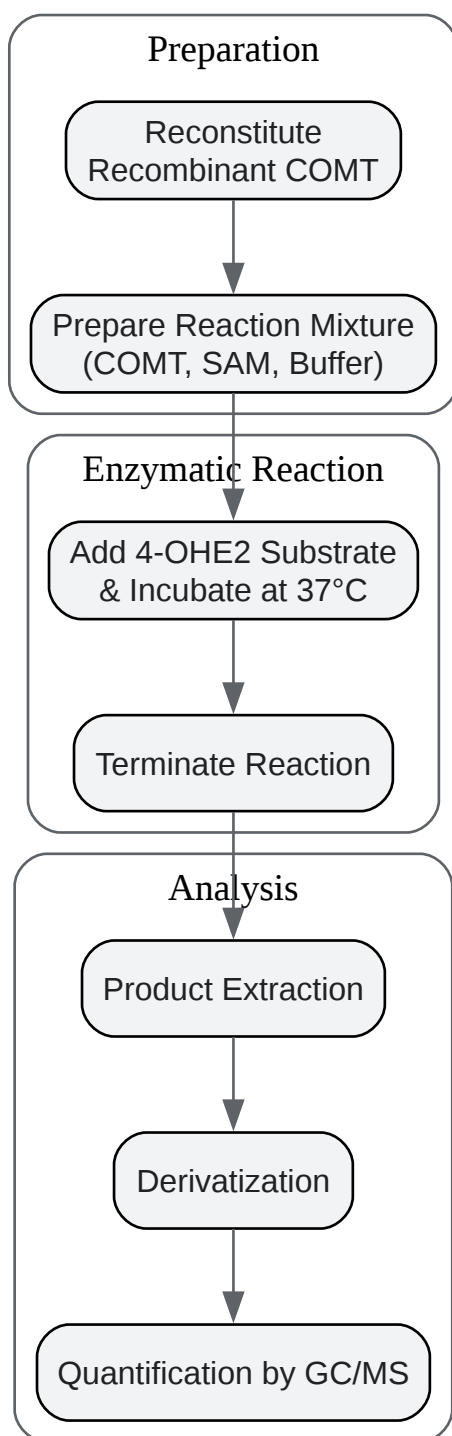 Preparation
Reconstitute
Recombinant COMT
Prepare Reaction Mixture
(COMT, SAM, Buffer)
Enzymatic Reaction
Add 4-OHE2 Substrate
& Incubate at 37°C
Terminate Reaction
Analysis
Product Extraction
Derivatization
Quantification by GC/MS